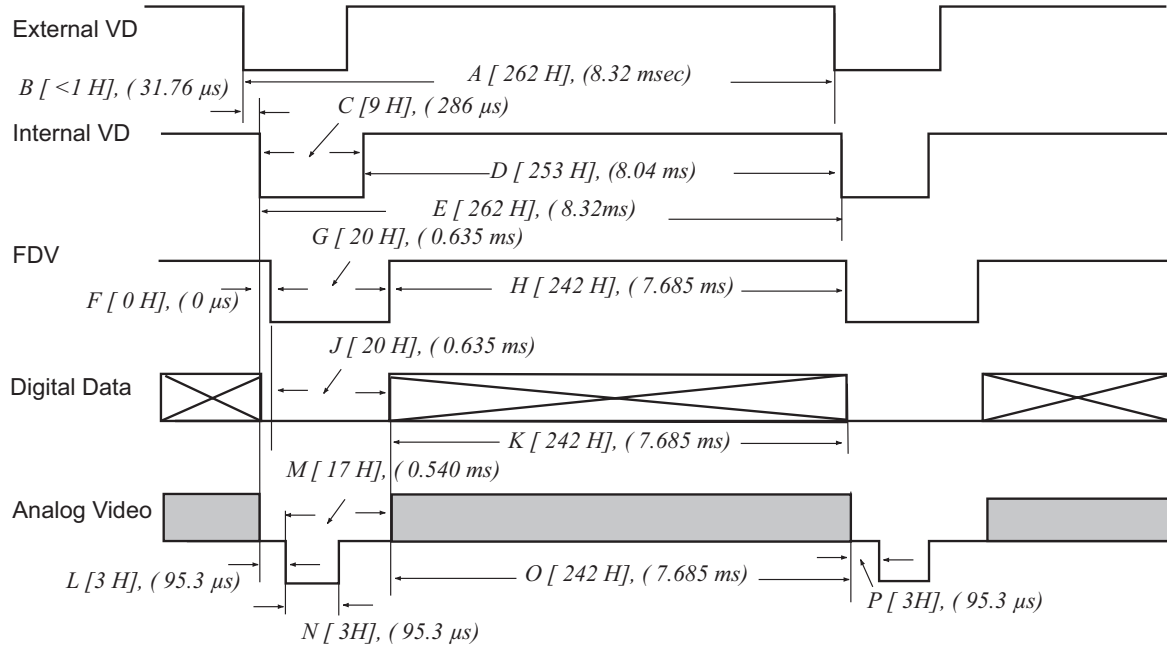 External VD
A [ 262 H], (8.32 msec)
B [ <1 H], ( 31.76 µs)
C [9 H], ( 286 µs)
Internal VD
D [ 253 H], (8.04 ms)
E [ 262 H], ( 8.32ms)
G [ 20 H], ( 0.635 ms)
FDV
F [ 0 H], ( 0 µs)
H [ 242 H], ( 7.685 ms)
J [ 20 H], ( 0.635 ms)
Digital Data
K [ 242 H], ( 7.685 ms)
M [ 17 H], ( 0.540 ms)
Analog Video
L [3 H], ( 95.3 µs)
O [ 242 H], ( 7.685 ms)
P [ 3H], ( 95.3 µs)
N [ 3H], ( 95.3 µs)